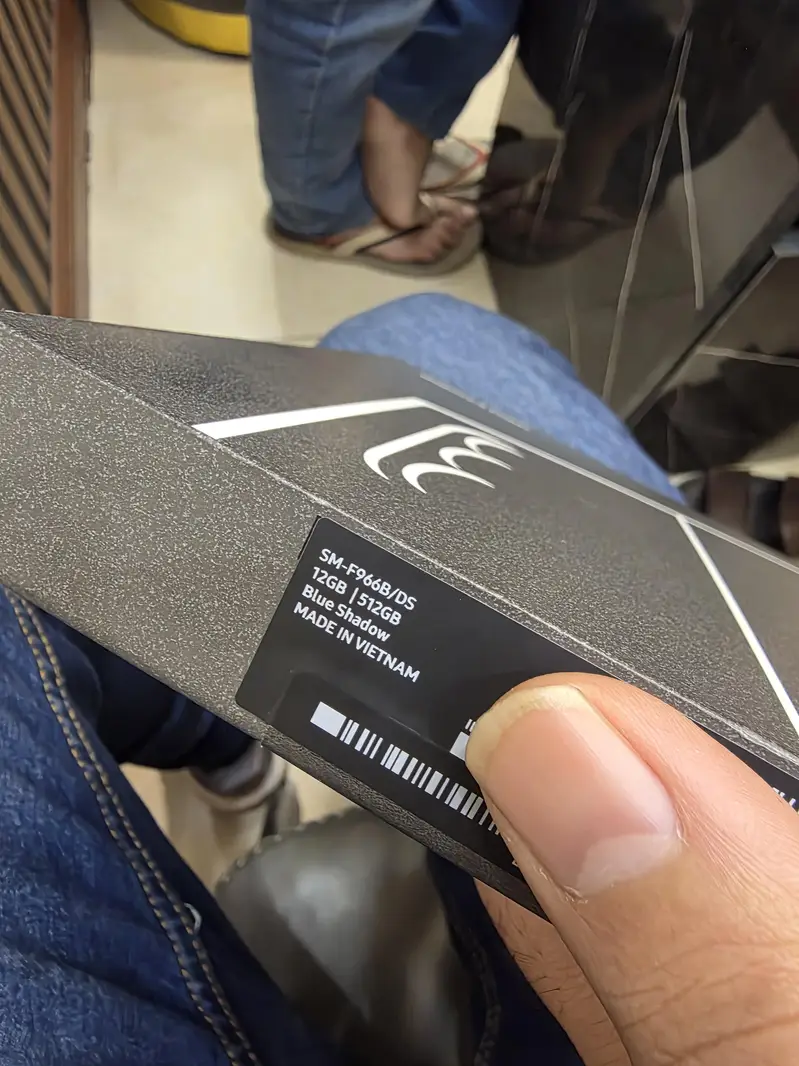 SM-F966B/DS
12GB | 512GB
Blue Shadow
MADE IN VIETNAM